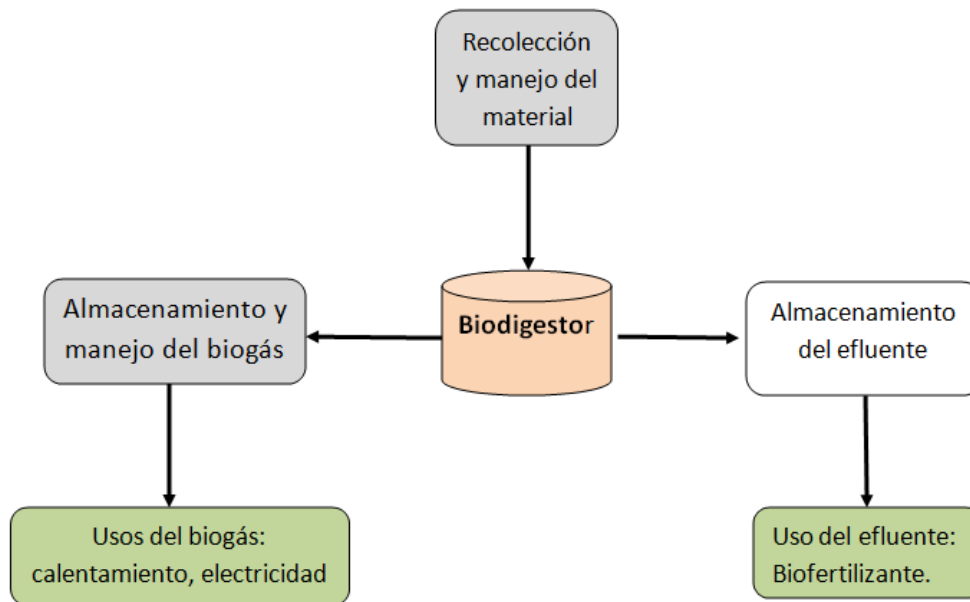 Recolección
y manejo del
material
Biodigestor
Almacenamiento y
manejo del biogás
Almacenamiento
del efluente
Usos del biogás:
calentamiento, electricidad
Uso del efluente:
Biofertilizante.